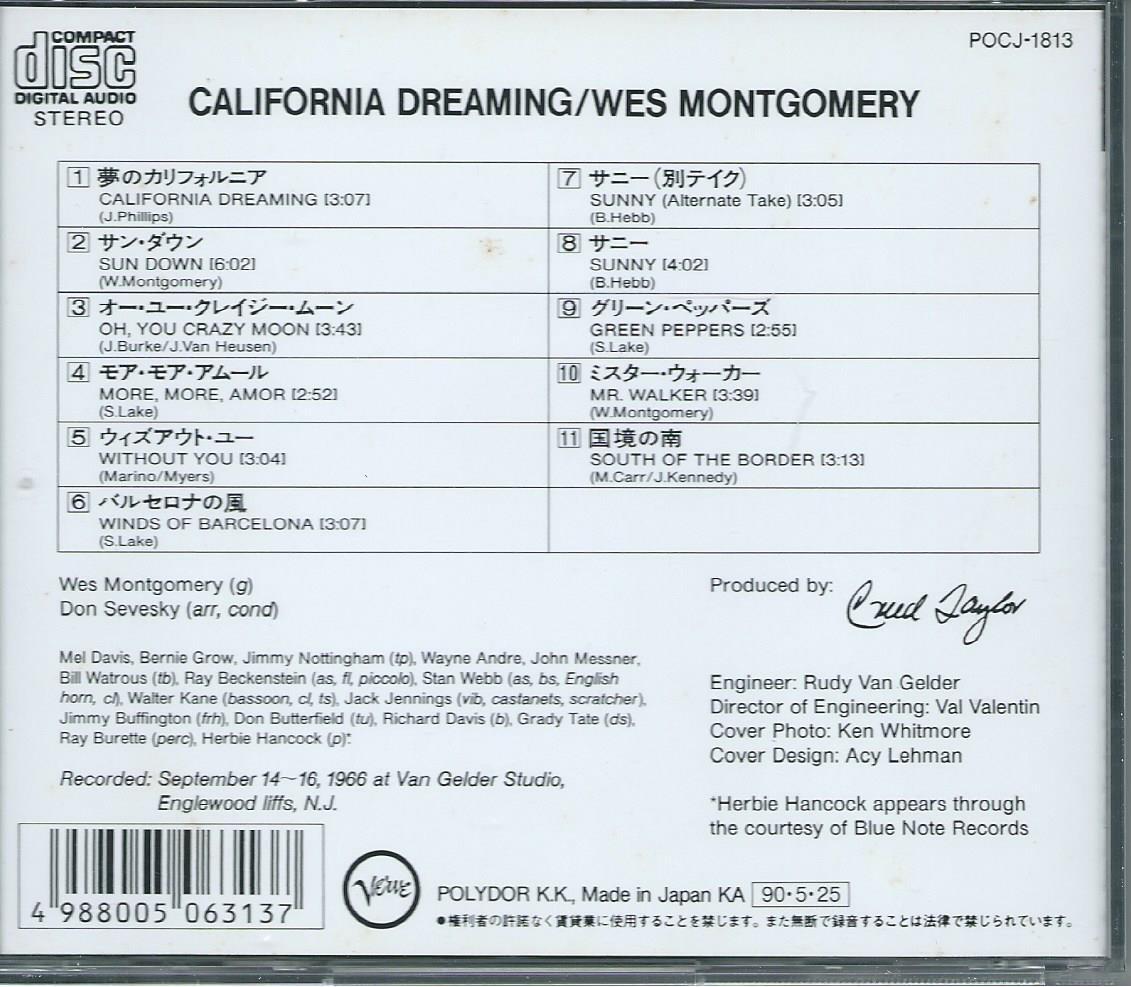 COMPACT
disc
DIGITAL AUDIO
STEREO
POCJ-1813
CALIFORNIA DREAMING/WES MONTGOMERY
1 夢のカリフォルニア
CALIFORNIA DREAMING [3:07]
(J.Phillips)
2 サン・ダウン
SUN DOWN [6:02]
(W.Montgomery)
3 オー・ユー・クレイジー・ムーン
OH, YOU CRAZY MOON [3:43]
(J.Burke/J.Van Heusen)
4 モア・モア・アムール
MORE, MORE, AMOR [2:52]
(S.Lake)
5 ウィズアウト・ユー
WITHOUT YOU [3:04]
(Marino/Myers)
6 バルセロナの風
WINDS OF BARCELONA [3:07]
(S.Lake)
7 サニー(別テイク)
SUNNY (Alternate Take) [3:05]
(B.Hebb)
8 サニー
SUNNY [4:02]
(B.Hebb)
9 グリーン・ペッパーズ
GREEN PEPPERS [2:55]
(S.Lake)
10 ミスター・ウォーカー
MR. WALKER [3:39]
(W.Montgomery)
11 国境の南
SOUTH OF THE BORDER [3:13]
(M.Carr/J.Kennedy)
Wes Montgomery (g)
Don Sevesky (arr, cond)
Mel Davis, Bernie Grow, Jimmy Nottingham (tp), Wayne Andre, John Messner,
Bill Watrous (tb), Ray Beckenstein (as, fl, piccolo), Stan Webb (as, bs, English
horn, cl), Walter Kane (bassoon, cl, ts), Jack Jennings (vib, castanets, scratcher),
Jimmy Buffington (frh), Don Butterfield (tu), Richard Davis (b), Grady Tate (ds),
Ray Burette (perc), Herbie Hancock (p)*.
Recorded: September 14~16, 1966 at Van Gelder Studio,
Englewood liffs, N.J.
Produced by: Creed Taylor
Engineer: Rudy Van Gelder
Director of Engineering: Val Valentin
Cover Photo: Ken Whitmore
Cover Design: Acy Lehman
*Herbie Hancock appears through
the courtesy of Blue Note Records
4 988005 063137
Verve
POLYDOR K.K., Made in Japan KA 90・5・25
●権利者の許諾なく賃貸業に使用することを禁じます。また無断で録音することは法律で禁じられています。